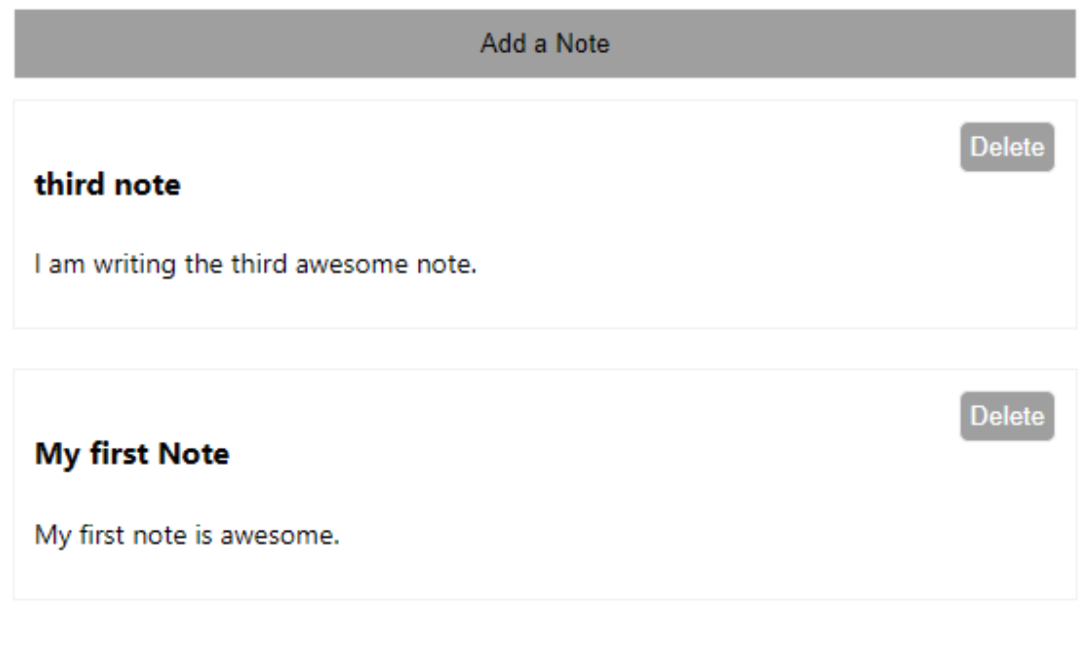 Add a Note
Delete
third note
I am writing the third awesome note.
Delete
My first Note
My first note is awesome.